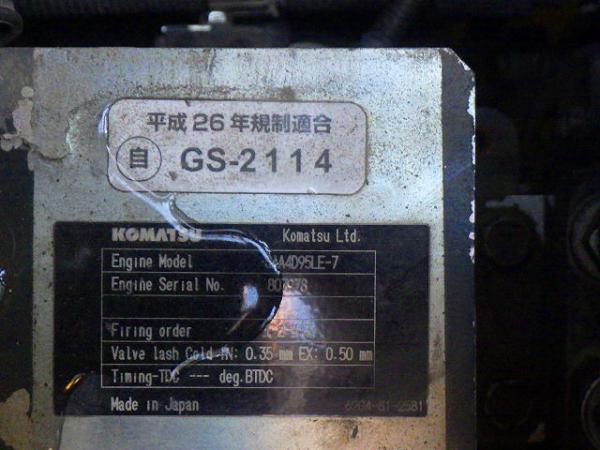 平成26年規制適合
自 GS-2114
KOMATSU Komatsu Ltd.
Engine Model
Engine Serial No.
Firing order
Valve lash Cold-IN: 0.35 mm EX: 0.50 mm
Timing-TDC --- deg.BTDC
Made in Japan